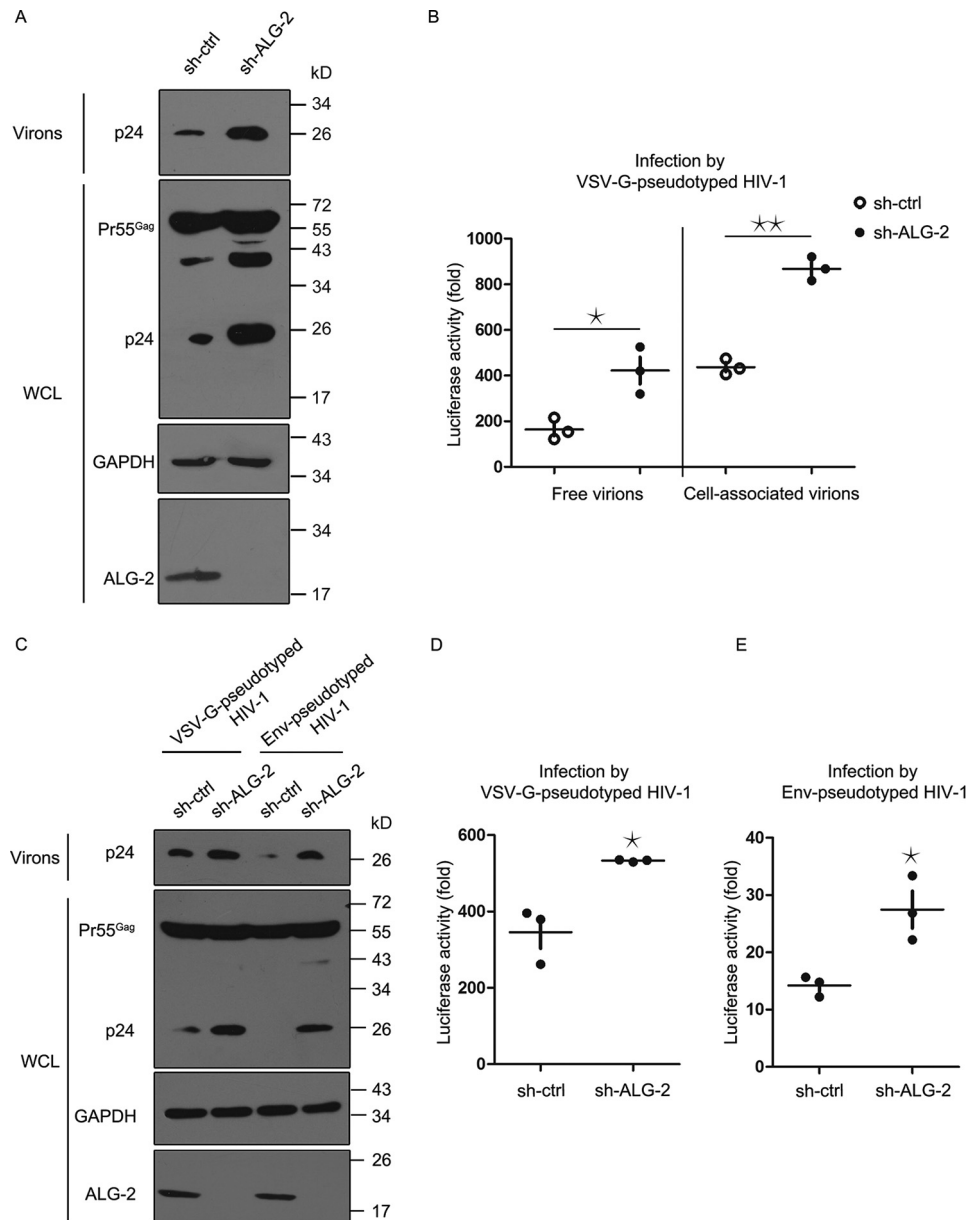 A
sh-ctrl
sh-ALG-2
kD
Virons
p24
34
26
WCL
Pr55Gag
p24
72
55
43
34
26
17
GAPDH
43
34
ALG-2
34
17
B
Infection by
VSV-G-pseudotyped HIV-1
sh-ctrl
sh-ALG-2
Luciferase activity (fold)
1000
800
600
400
200
0
Free virions
Cell-associated virions
C
VSV-G-pseudotyped
HIV-1
Env-pseudotyped
HIV-1
sh-ctrl
sh-ALG-2
sh-ctrl
sh-ALG-2
kD
Virons
p24
26
WCL
Pr55Gag
p24
72
55
43
34
26
GAPDH
43
34
ALG-2
26
17
D
Infection by
VSV-G-pseudotyped HIV-1
Luciferase activity (fold)
600
400
200
0
sh-ctrl
sh-ALG-2
E
Infection by
Env-pseudotyped HIV-1
Luciferase activity (fold)
40
30
20
10
0
sh-ctrl
sh-ALG-2